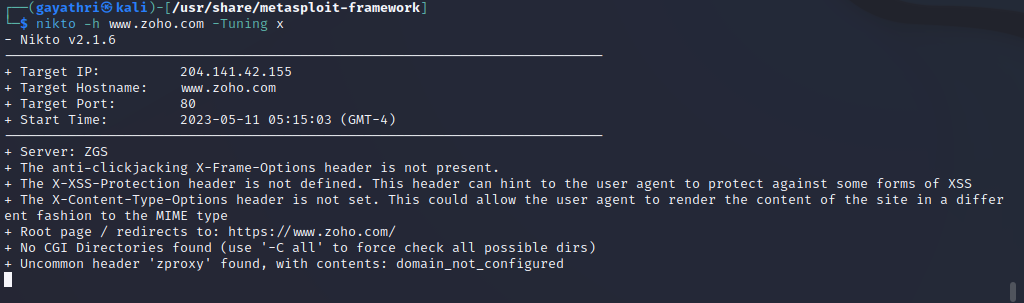 ┌──(gayathri㉿kali)-[/usr/share/metasploit-framework]
└─$ nikto -h www.zoho.com -Tuning x
- Nikto v2.1.6
---------------------------------------------------------------------------
+ Target IP:          204.141.42.155
+ Target Hostname:    www.zoho.com
+ Target Port:        80
+ Start Time:         2023-05-11 05:15:03 (GMT-4)
---------------------------------------------------------------------------
+ Server: ZGS
+ The anti-clickjacking X-Frame-Options header is not present.
+ The X-XSS-Protection header is not defined. This header can hint to the user agent to protect against some forms of XSS
+ The X-Content-Type-Options header is not set. This could allow the user agent to render the content of the site in a differ
ent fashion to the MIME type
+ Root page / redirects to: https://www.zoho.com/
+ No CGI Directories found (use '-C all' to force check all possible dirs)
+ Uncommon header 'zproxy' found, with contents: domain_not_configured